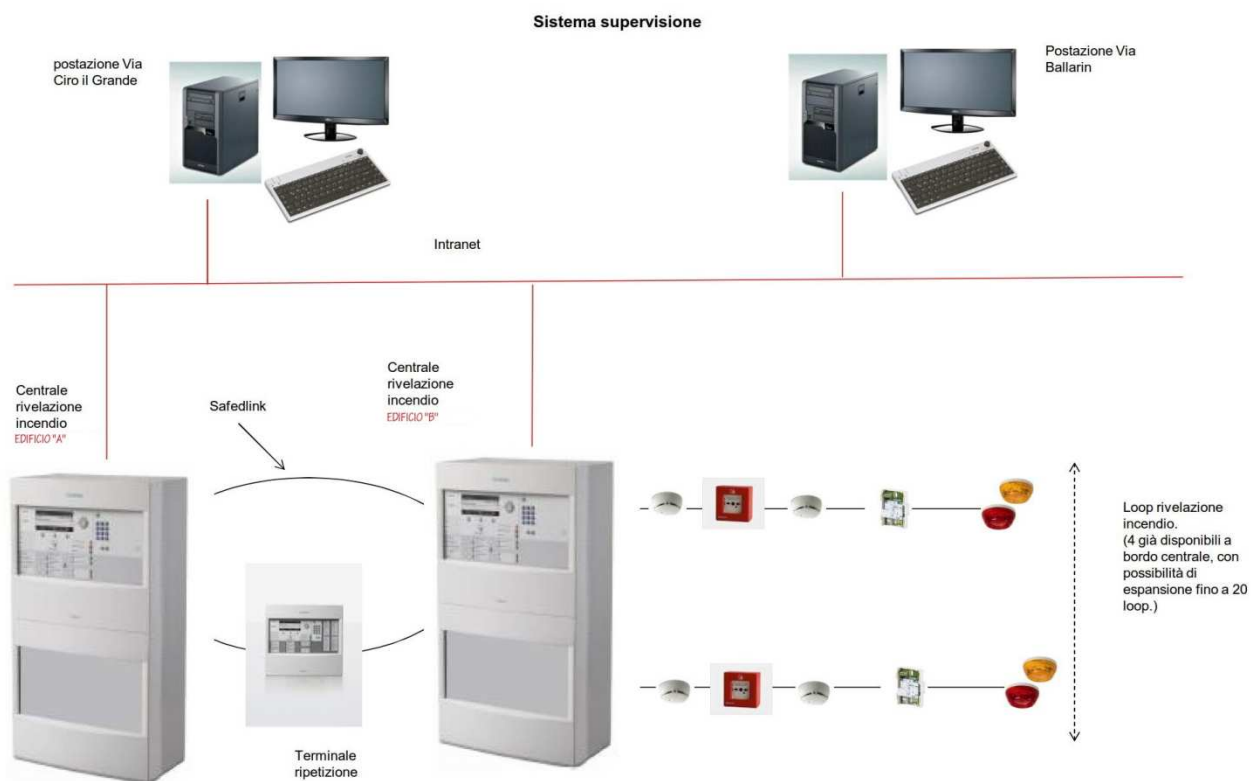 Sistema supervisione
postazione Via
Ciro il Grande
Postazione Via
Ballarin
Intranet
Centrale
rivelazione
incendio
EDIFICIO "A"
Safedlink
Centrale
rivelazione
incendio
EDIFICIO "B"
Loop rivelazione
incendio.
(4 già disponibili a
bordo centrale, con
possibilità di
espansione fino a 20
loop.)
Terminale
ripetizione